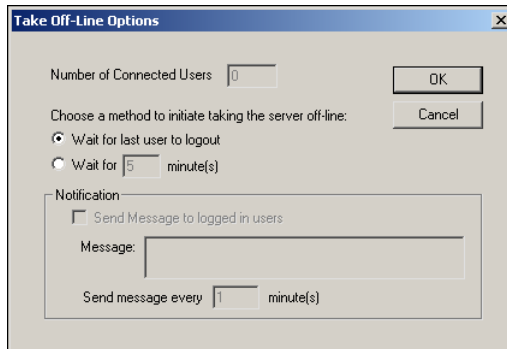 Take Off-Line Options
Number of Connected Users 0
OK
Choose a method to initiate taking the server off-line:
Cancel
Wait for last user to logout
Wait for 5 minute(s)
Notification
Send Message to logged in users
Message:
Send message every 1 minute(s)